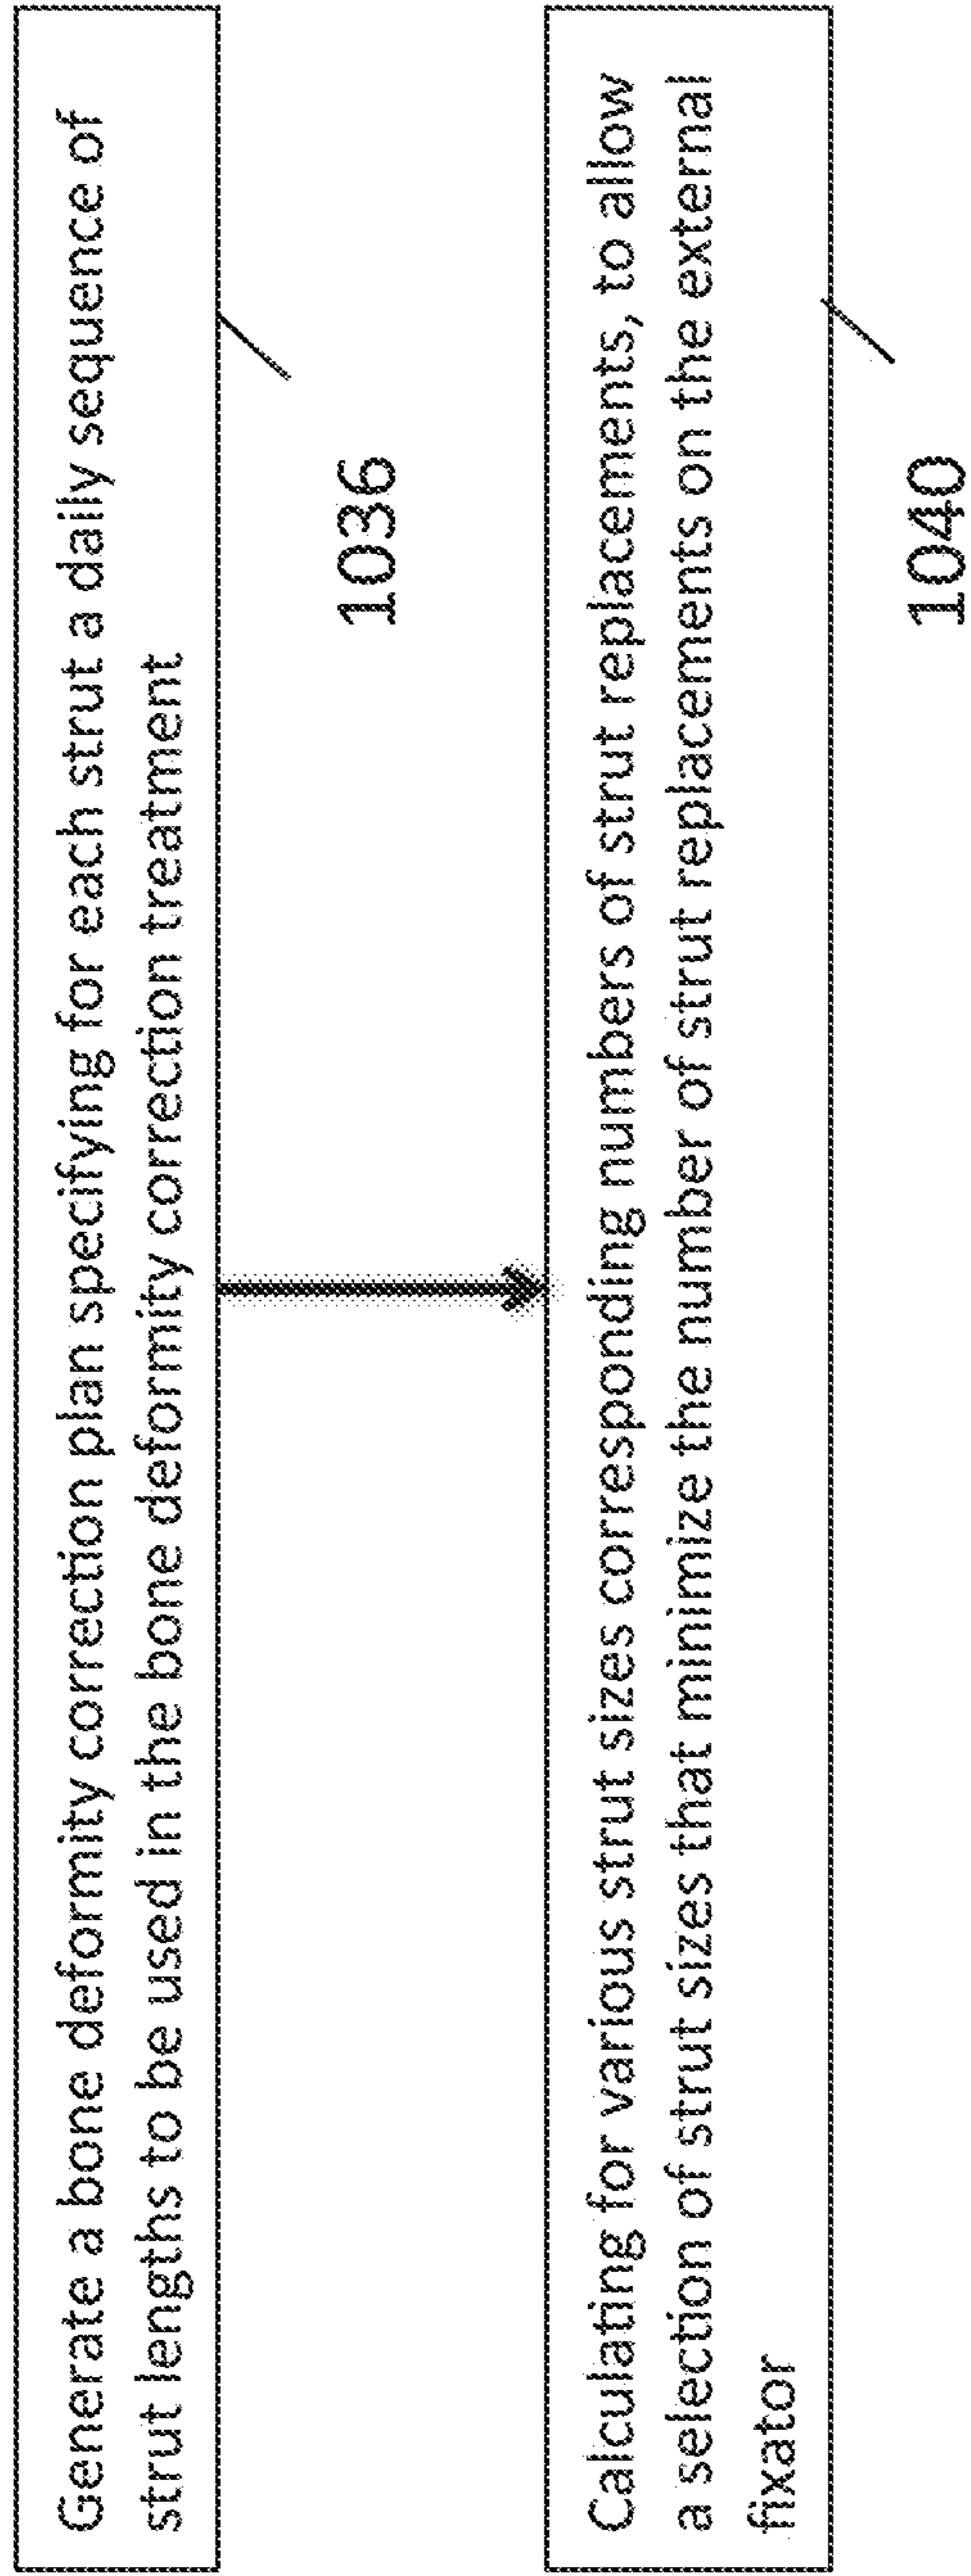 Generate a bone deformity correction plan specifying for each strut a daily sequence of
strut lengths to be used in the bone deformity correction treatment
1036
Calculating for various strut sizes corresponding numbers of strut replacements, to allow
a selection of strut sizes that minimize the number of strut replacements on the external
fixator
1040